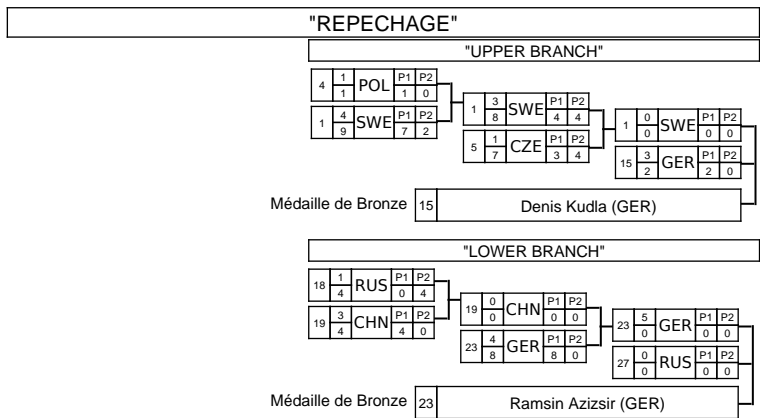 "REPECHAGE"
"UPPER BRANCH"
4 1 1 POL P1 P2 1 0
1 4 9 SWE P1 P2 7 2
1 3 8 SWE P1 P2 4 4
5 1 7 CZE P1 P2 3 4
1 0 0 SWE P1 P2 0 0
15 3 2 GER P1 P2 2 0
Médaille de Bronze 15 Denis Kudla (GER)
"LOWER BRANCH"
18 1 4 RUS P1 P2 0 4
19 3 4 CHN P1 P2 4 0
19 0 0 CHN P1 P2 0 0
23 4 8 GER P1 P2 8 0
23 5 0 GER P1 P2 0 0
27 0 0 RUS P1 P2 0 0
Médaille de Bronze 23 Ramsin Azizsir (GER)